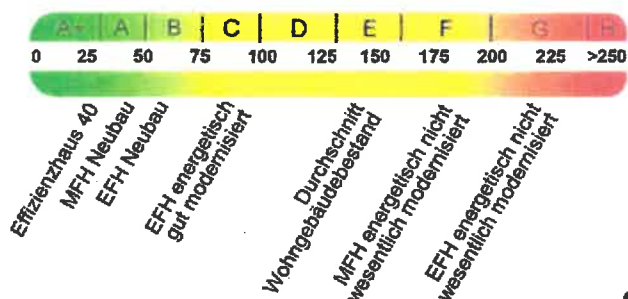 A+ A B C D E F G H
0 25 50 75 100 125 150 175 200 225 >250
Effizienzhaus 40
MFH Neubau
EFH Neubau
EFH energetisch
gut modernisiert
Durchschnitt
Wohngebäudebestand
MFH energetisch nicht
wesentlich modernisiert
EFH energetisch nicht
wesentlich modernisiert